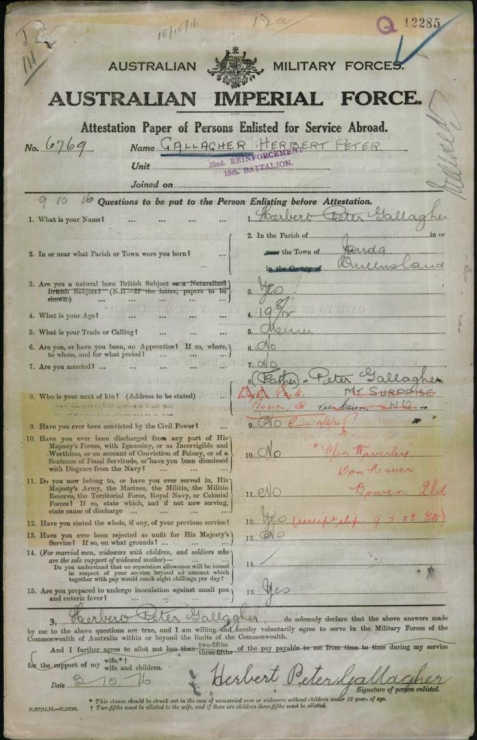 10/10/16
12a
Q 12285
AUSTRALIAN MILITARY FORCES.
AUSTRALIAN IMPERIAL FORCE.
Attestation Paper of Persons Enlisted for Service Abroad.
No. 6769 Name GALLAGHER HERBERT PETER
Unit 22nd REINFORCEMENT
15th BATTALION.
Joined on
9 10 16 Questions to be put to the Person Enlisting before Attestation.
1. What is your Name? ... ... ... 1. Herbert Peter Gallagher
2. In or near what Parish or Town were you born? ... 2. In the Parish of in or
near the Town of
in the County of Queensland
3. Are you a natural born British Subject or a Naturalized
British Subject? (N.B.—If the latter, papers to be
shown) ... 3. Yes
4. What is your Age? ... ... 4. 19
5. What is your Trade or Calling? ... ... 5.
6. Are you, or have you been, an Apprentice? If so, where,
to whom, and for what period? ... 6. No
7. Are you married? ... ... 7. No
8. Who is your next of kin? (Address to be stated) 8. (Father) Peter Gallagher
MT SURPRISE
N.Q.
9. Have you ever been convicted by the Civil Power? ... 9. No
10. Have you ever been discharged from any part of His
Majesty's Forces, with Ignominy, or as Incorrigible and
Worthless, or on account of Conviction of Felony, or of a
Sentence of Penal Servitude, or have you been dismissed
with Disgrace from the Navy? ... 10. No
Waverley
Don River
Bowen Qld
11. Do you now belong to, or have you ever served in, His
Majesty's Army, the Marines, the Militia, the Militia
Reserve, the Territorial Force, Royal Navy, or Colonial
Forces? If so, state which, and if not now serving,
state cause of discharge ... 11. No
12. Have you stated the whole, if any, of your previous service? 12. Yes
13. Have you ever been rejected as unfit for His Majesty's
Service? If so, on what grounds? ... 13. No
14. (For married men, widowers with children, and soldiers who
are the sole support of widowed mother)—
Do you understand that no separation allowance will be issued
in respect of your service beyond an amount which
together with pay would reach eight shillings per day? 14.
15. Are you prepared to undergo inoculation against small pox
and enteric fever? ... 15. Yes
I, Herbert Peter Gallagher do solemnly declare that the above answers made
by me to the above questions are true, and I am willing and hereby voluntarily agree to serve in the Military Forces of the
Commonwealth of Australia within or beyond the limits of the Commonwealth.
And I further agree to allot not less than two-fifths
three-fifths of the pay payable to me from time to time during my service
for the support of my wife.* †
wife and children.
Date 9-10-16 Herbert Peter Gallagher
Signature of person enlisted.
* This clause should be struck out in the case of unmarried men or widowers without children under 18 years of age.
† Two-fifths must be allotted to the wife, and if there are children three-fifths must be allotted.